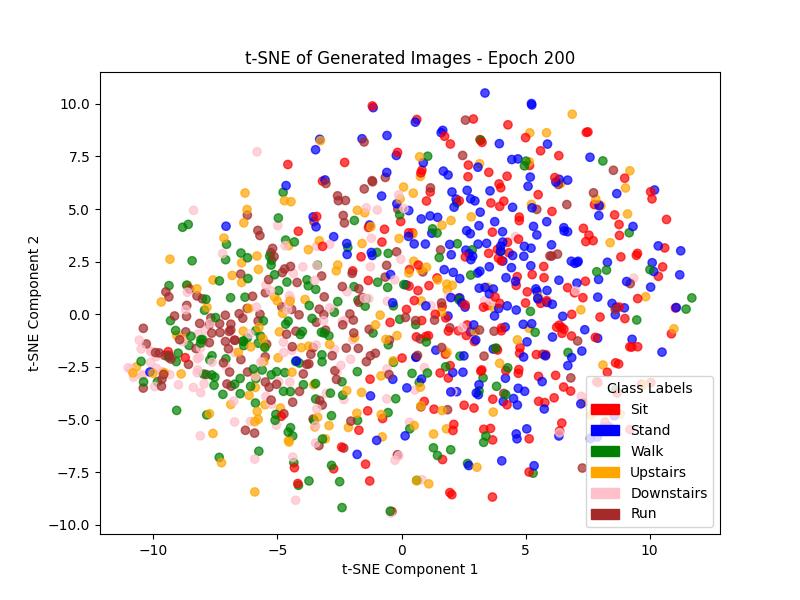 t-SNE of Generated Images - Epoch 200
t-SNE Component 2
10.0
7.5
5.0
2.5
0.0
−2.5
−5.0
−7.5
−10.0
Class Labels
Sit
Stand
Walk
Upstairs
Downstairs
Run
−10 −5 0 5 10
t-SNE Component 1